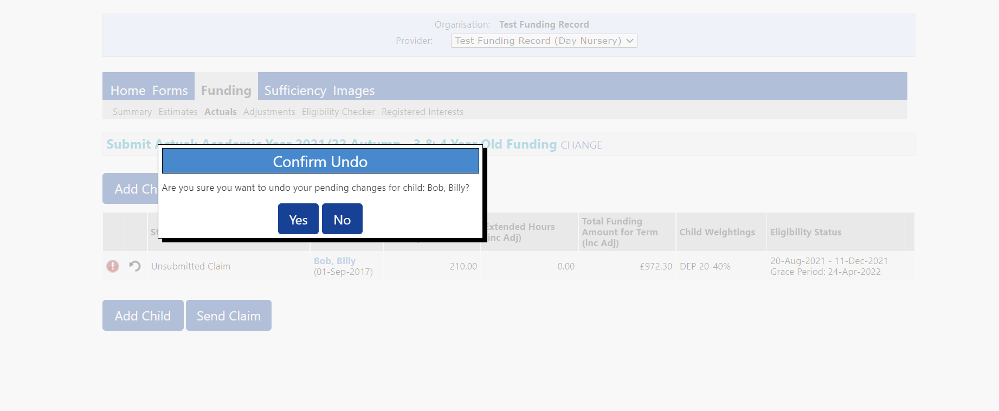 Organisation: Test Funding Record
Provider: Test Funding Record (Day Nursery)
Home Forms Funding Sufficiency Images
Summary Estimates Actuals Adjustments Eligibility Checker Registered Interests
Submit Actual: Academic Year 2021/22 Autumn - 3 & 4 Year Old Funding CHANGE
Confirm Undo
Add Ch
Are you sure you want to undo your pending changes for child: Bob, Billy?
Yes No
Extended Hours
(inc Adj)
Total Funding
Amount for Term
(inc Adj)
Child Weightings
Eligibility Status
Unsubmitted Claim
Bob, Billy
(01-Sep-2017)
210.00
0.00
£972.30
DEP 20-40%
20-Aug-2021 - 11-Dec-2021
Grace Period: 24-Apr-2022
Add Child Send Claim